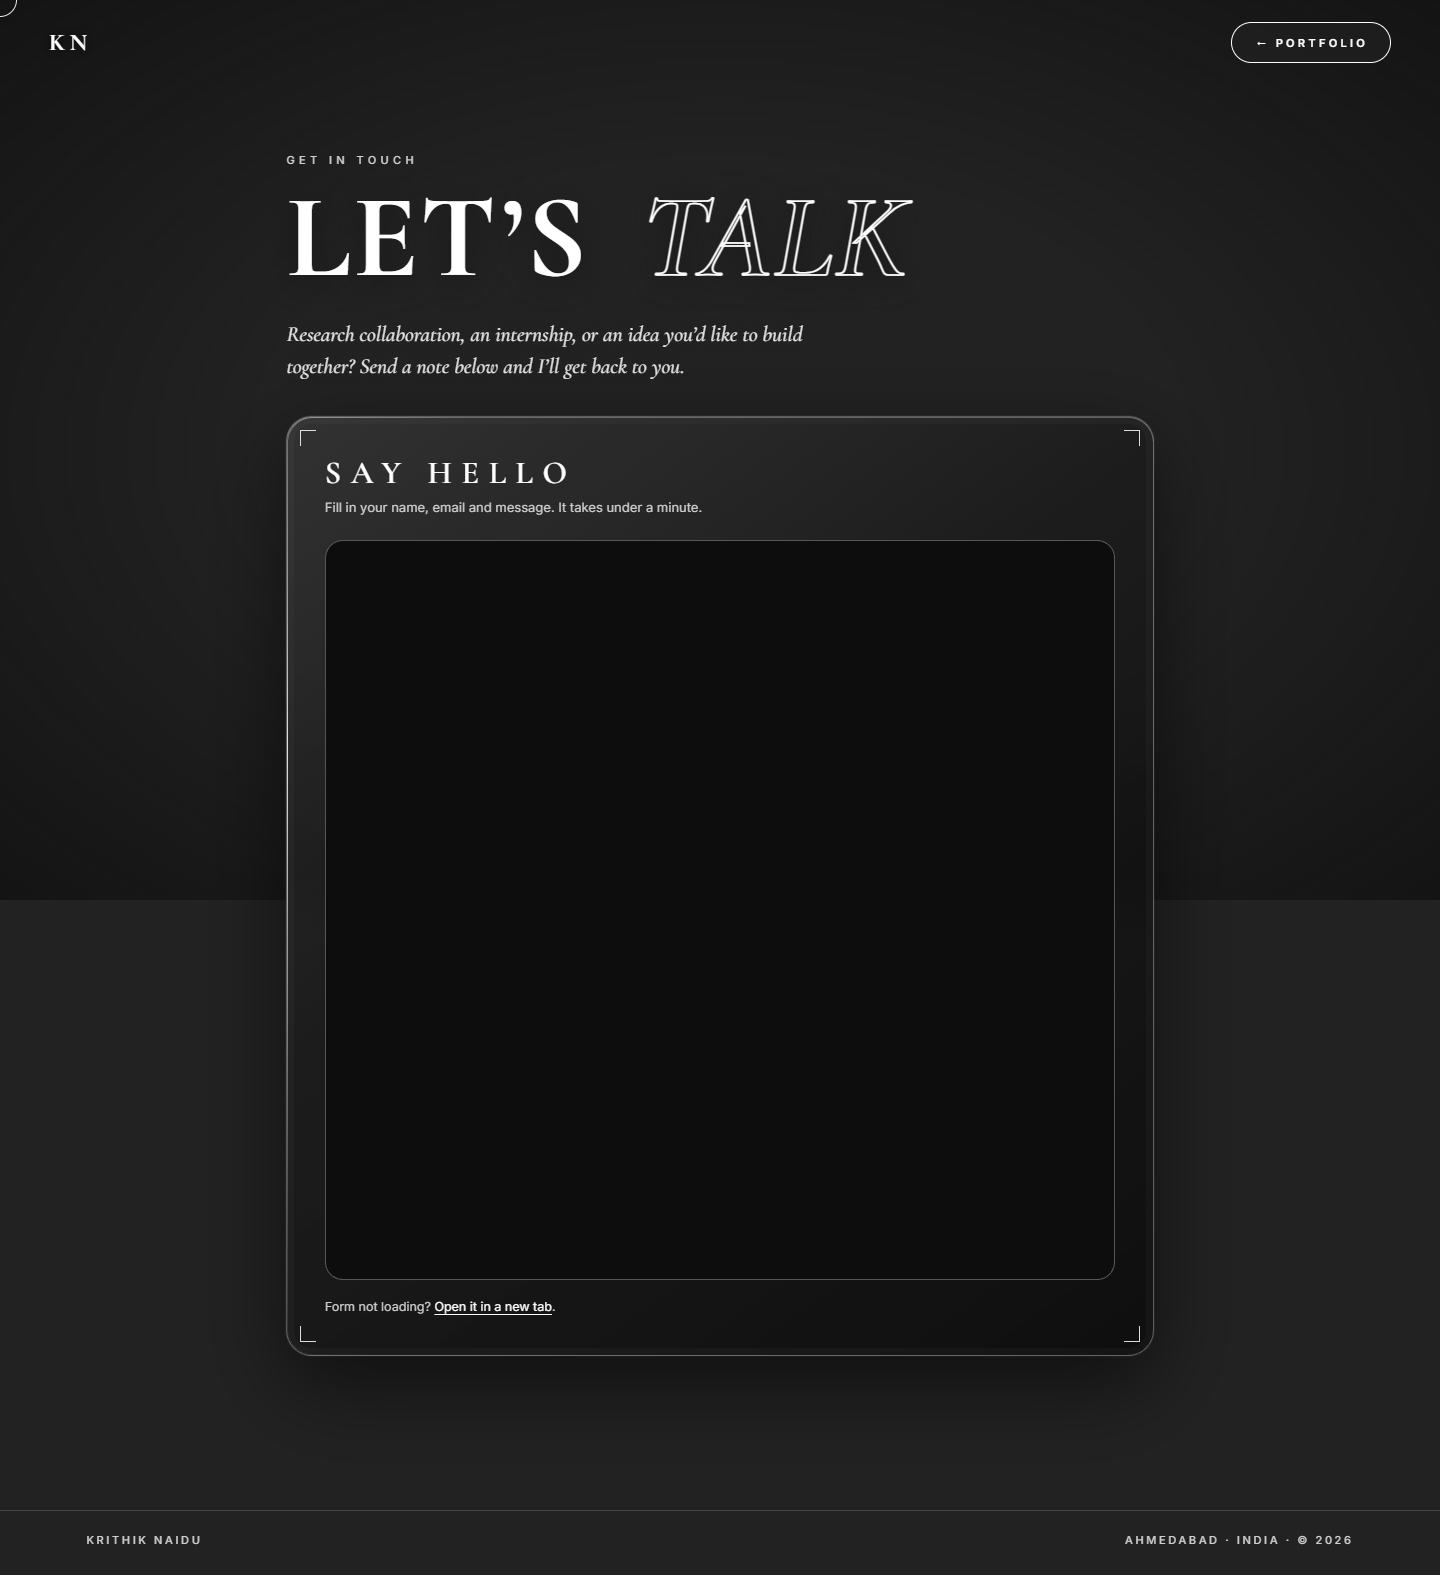 KN
← PORTFOLIO
GET IN TOUCH
LET’S TALK
Research collaboration, an internship, or an idea you’d like to build
together? Send a note below and I’ll get back to you.
SAY HELLO
Fill in your name, email and message. It takes under a minute.
Form not loading? Open it in a new tab.
KRITHIK NAIDU
AHMEDABAD · INDIA · © 2026